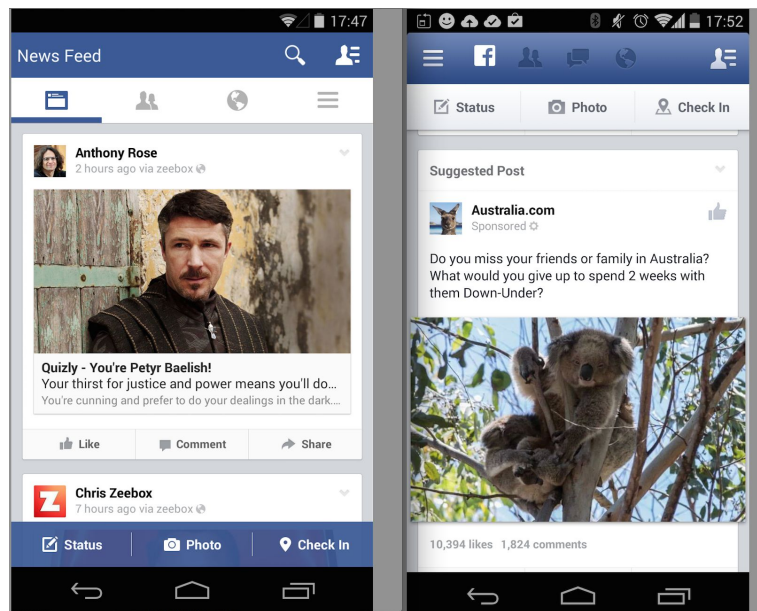 17:47
News Feed
Anthony Rose
2 hours ago via zeebox
Quizly - You're Petyr Baelish!
Your thirst for justice and power means you'll do...
You're cunning and prefer to do your dealings in the dark....
Like Comment Share
Z
Chris Zeebox
7 hours ago via zeebox
Status Photo Check In
17:52
f
Status Photo Check In
Suggested Post
Australia.com
Sponsored
Do you miss your friends or family in Australia?
What would you give up to spend 2 weeks with
them Down-Under?
10,394 likes 1,824 comments